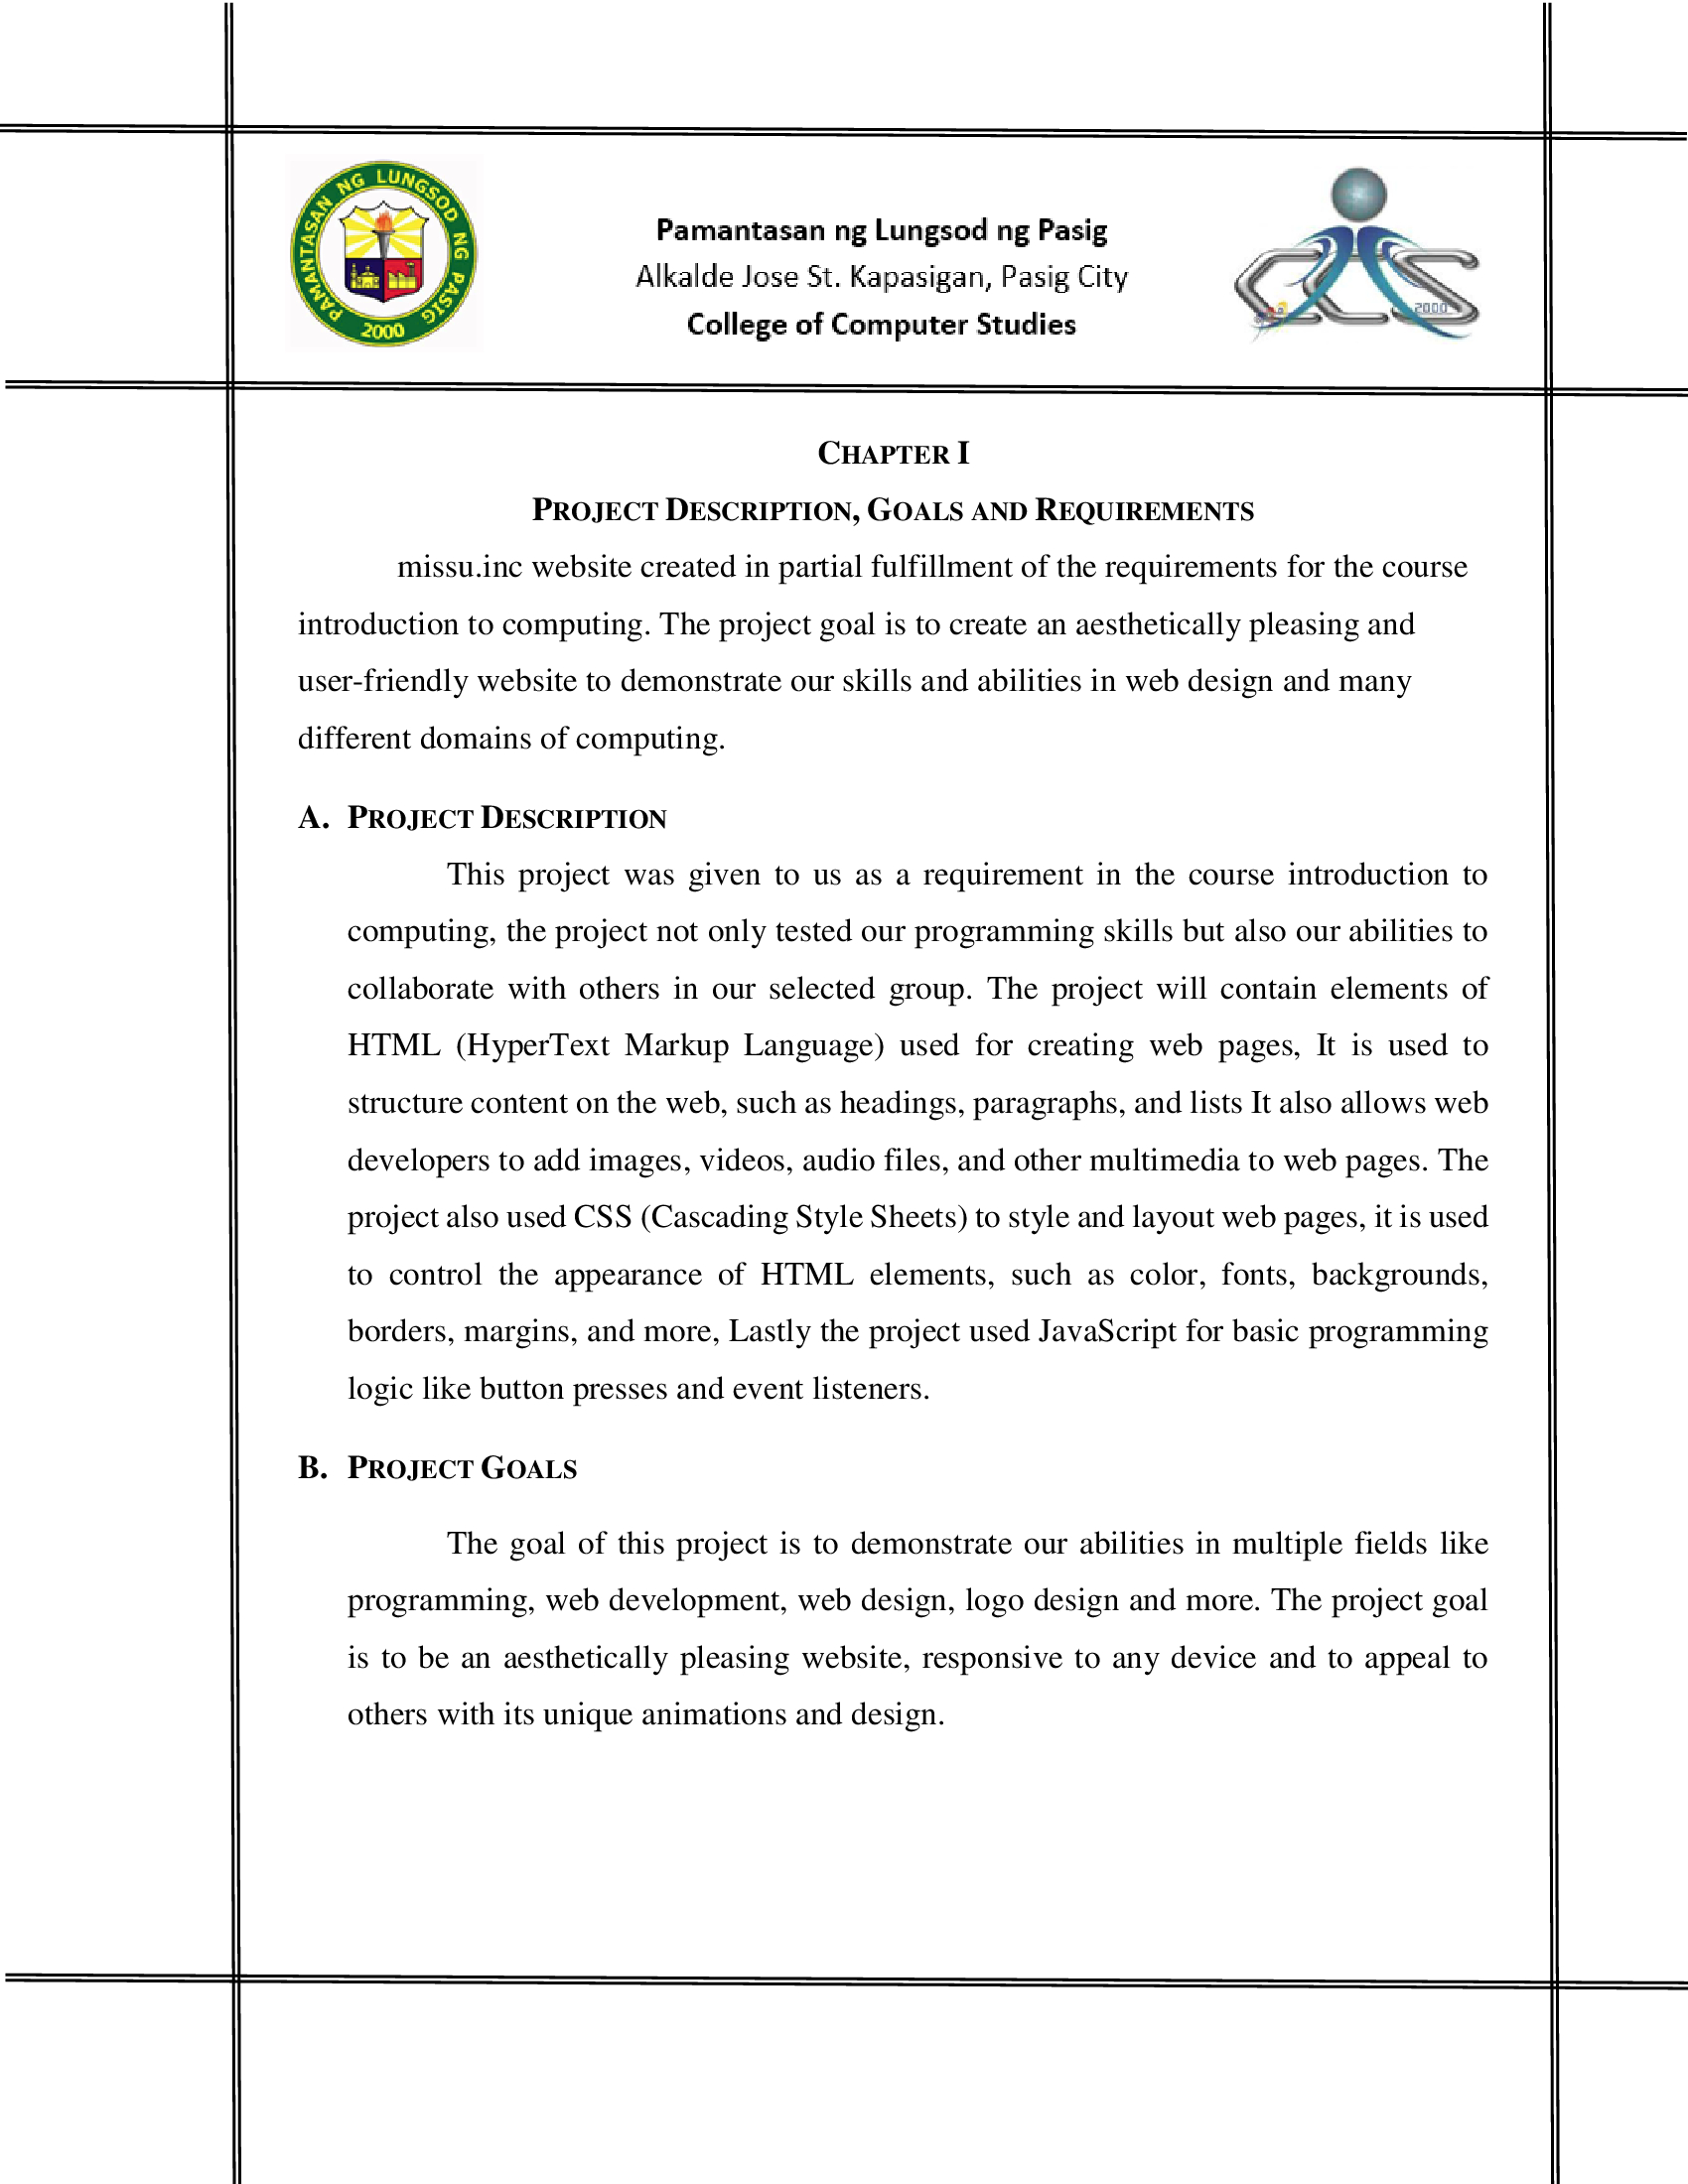 PAMANTASAN NG LUNGSOD NG PASIG
2000
Pamantasan ng Lungsod ng Pasig
Alkalde Jose St. Kapasigan, Pasig City
College of Computer Studies
CCS
2000
CHAPTER I
PROJECT DESCRIPTION, GOALS AND REQUIREMENTS
missu.inc website created in partial fulfillment of the requirements for the course
introduction to computing. The project goal is to create an aesthetically pleasing and
user-friendly website to demonstrate our skills and abilities in web design and many
different domains of computing.
A. PROJECT DESCRIPTION
This project was given to us as a requirement in the course introduction to
computing, the project not only tested our programming skills but also our abilities to
collaborate with others in our selected group. The project will contain elements of
HTML (HyperText Markup Language) used for creating web pages, It is used to
structure content on the web, such as headings, paragraphs, and lists It also allows web
developers to add images, videos, audio files, and other multimedia to web pages. The
project also used CSS (Cascading Style Sheets) to style and layout web pages, it is used
to control the appearance of HTML elements, such as color, fonts, backgrounds,
borders, margins, and more, Lastly the project used JavaScript for basic programming
logic like button presses and event listeners.
B. PROJECT GOALS
The goal of this project is to demonstrate our abilities in multiple fields like
programming, web development, web design, logo design and more. The project goal
is to be an aesthetically pleasing website, responsive to any device and to appeal to
others with its unique animations and design.